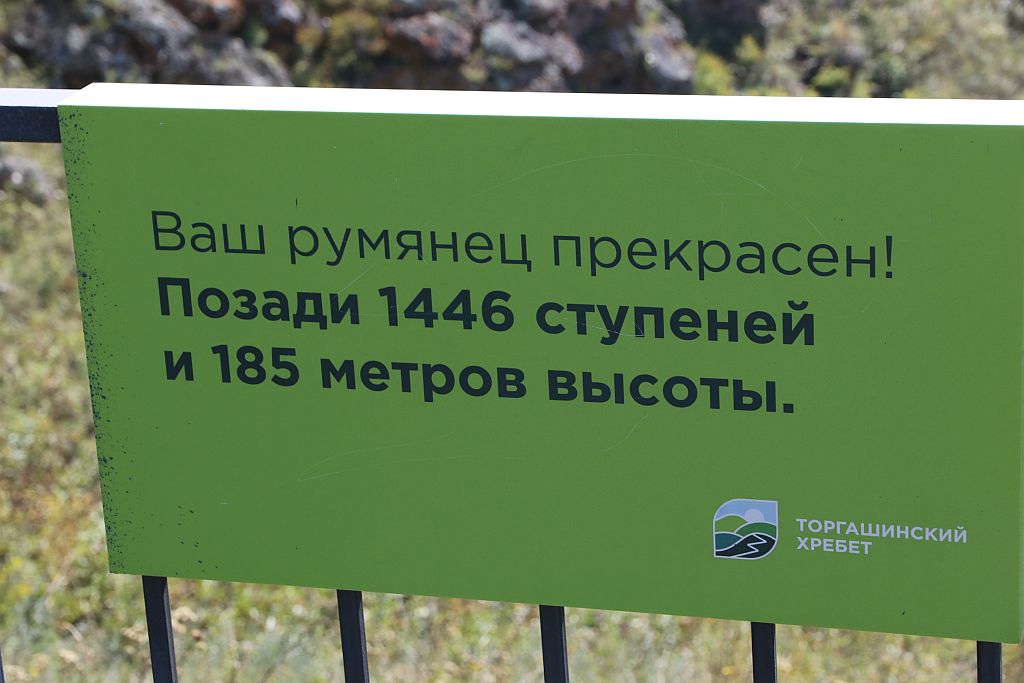 Ваш румянец прекрасен!
Позади 1446 ступеней
и 185 метров высоты.
ТОРГАШИНСКИЙ
ХРЕБЕТ